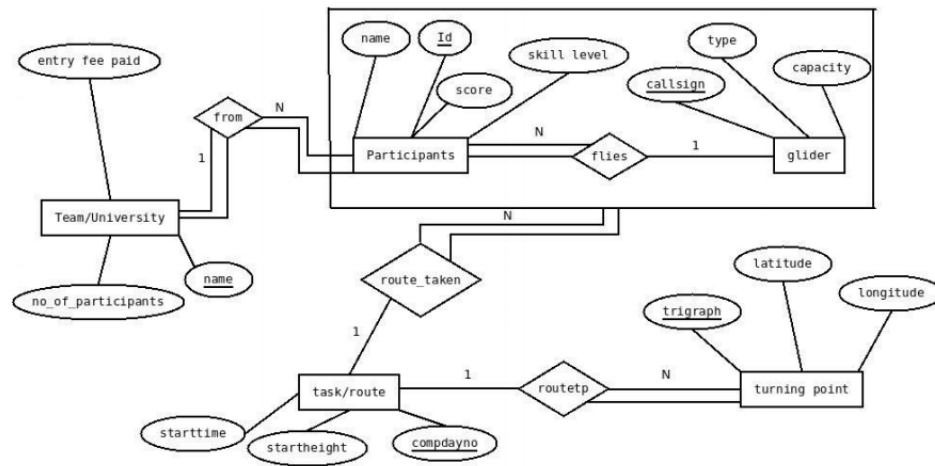 name
Id
skill level
type
entry fee paid
capacity
score
callsign
from
N
1
Participants
N
flies
1
glider
Team/University
N
no_of_participants
name
route_taken
latitude
longitude
trigraph
1
task/route
1
routetp
N
turning point
starttime
startheight
compdayno